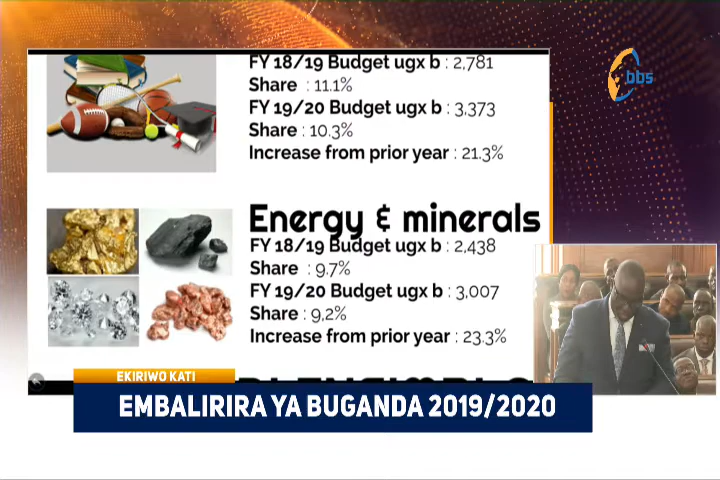 FY 18/19 Budget ugx b : 2,781
Share : 11.1%
FY 19/20 Budget ugx b : 3,373
Share : 10.3%
Increase from prior year : 21.3%
bbs
Energy & minerals
FY 18/19 Budget ugx b : 2,438
Share : 9.7%
FY 19/20 Budget ugx b : 3,007
Share : 9,2%
Increase from prior year : 23.3%
EKIRIWO KATI
EMBALIRIRA YA BUGANDA 2019/2020